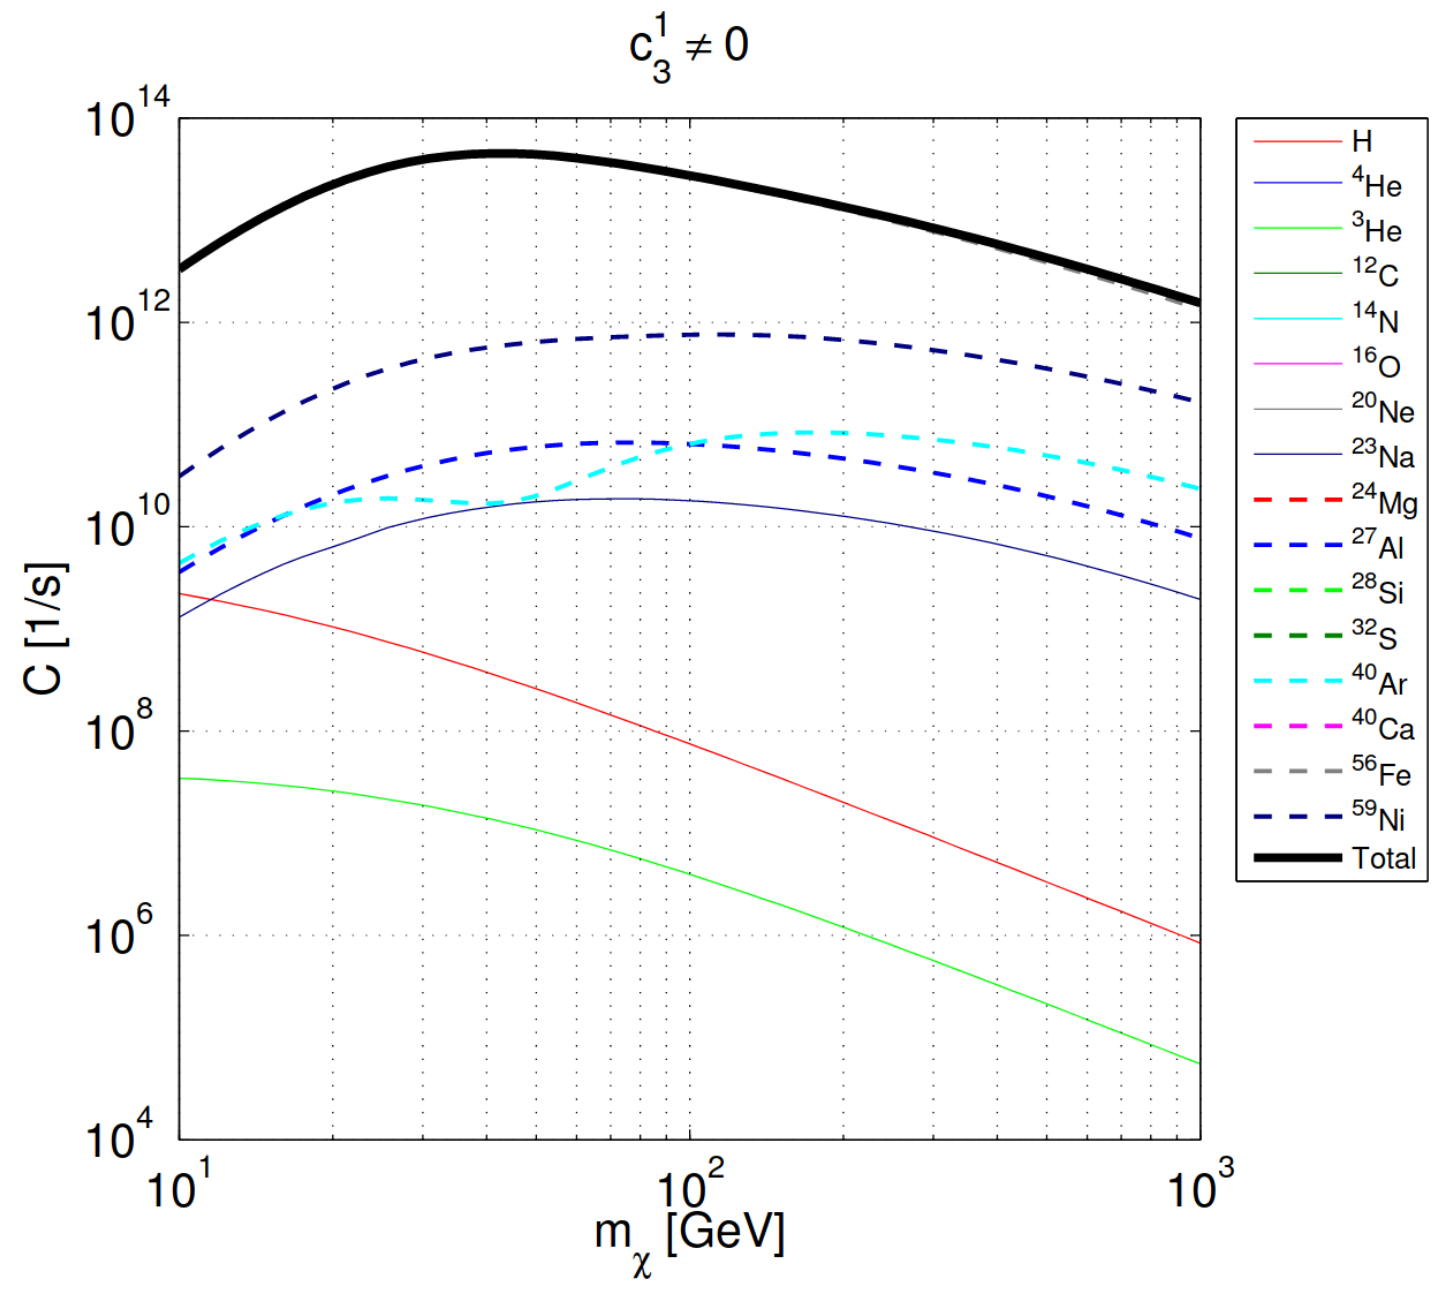 c₃¹ ≠ 0
C [1/s]
10¹⁴
10¹²
10¹⁰
10⁸
10⁶
10⁴
10¹ 10² 10³
m_χ [GeV]
H
⁴He
³He
¹²C
¹⁴N
¹⁶O
²⁰Ne
²³Na
²⁴Mg
²⁷Al
²⁸Si
³²S
⁴⁰Ar
⁴⁰Ca
⁵⁶Fe
⁵⁹Ni
Total